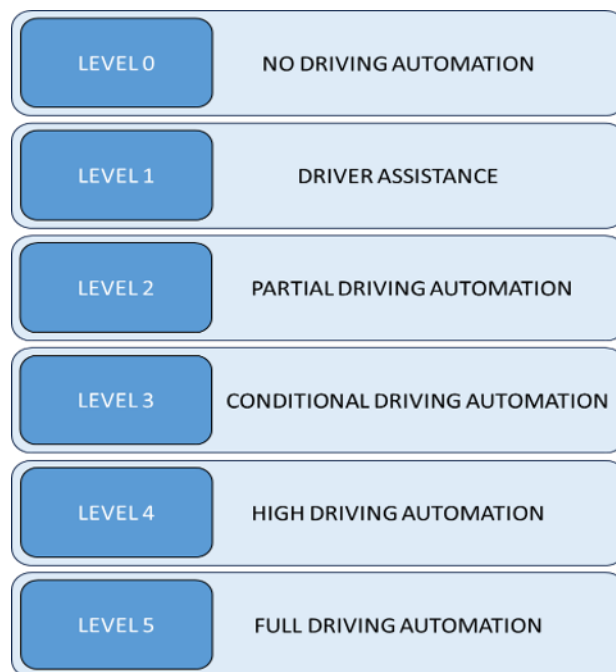 LEVEL 0 NO DRIVING AUTOMATION
LEVEL 1 DRIVER ASSISTANCE
LEVEL 2 PARTIAL DRIVING AUTOMATION
LEVEL 3 CONDITIONAL DRIVING AUTOMATION
LEVEL 4 HIGH DRIVING AUTOMATION
LEVEL 5 FULL DRIVING AUTOMATION